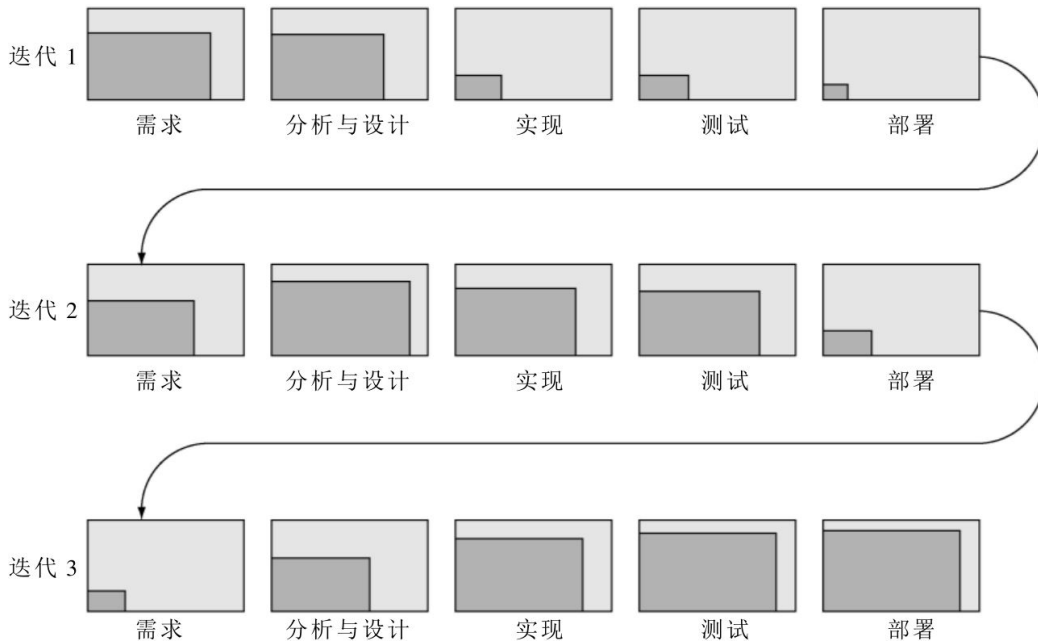 迭代 1
需求 分析与设计 实现 测试 部署
迭代 2
需求 分析与设计 实现 测试 部署
迭代 3
需求 分析与设计 实现 测试 部署